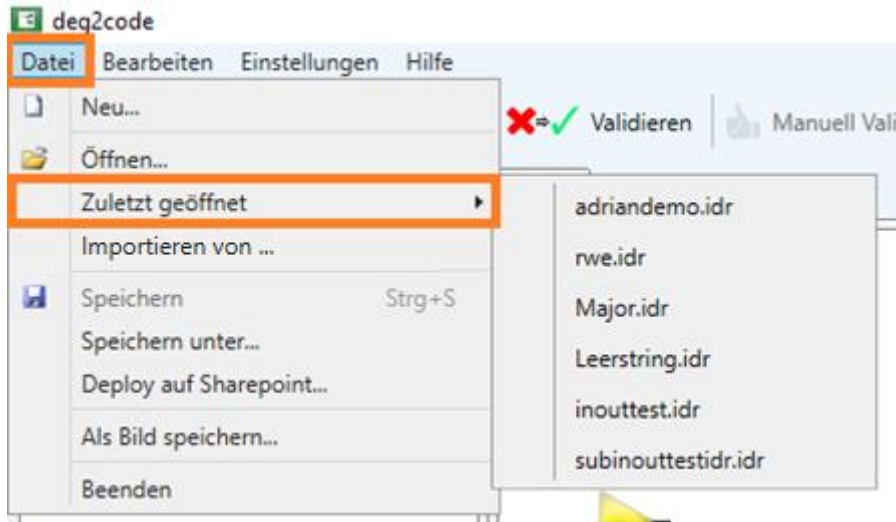 deq2code
Datei Bearbeiten Einstellungen Hilfe
Neu...
Validieren Manuell Vali
Öffnen...
Zuletzt geöffnet
adriandemo.idr
Importieren von ...
rwe.idr
Speichern Strg+S
Major.idr
Speichern unter...
Leerstring.idr
Deploy auf Sharepoint...
inouttest.idr
Als Bild speichern...
subinouttestidr.idr
Beenden